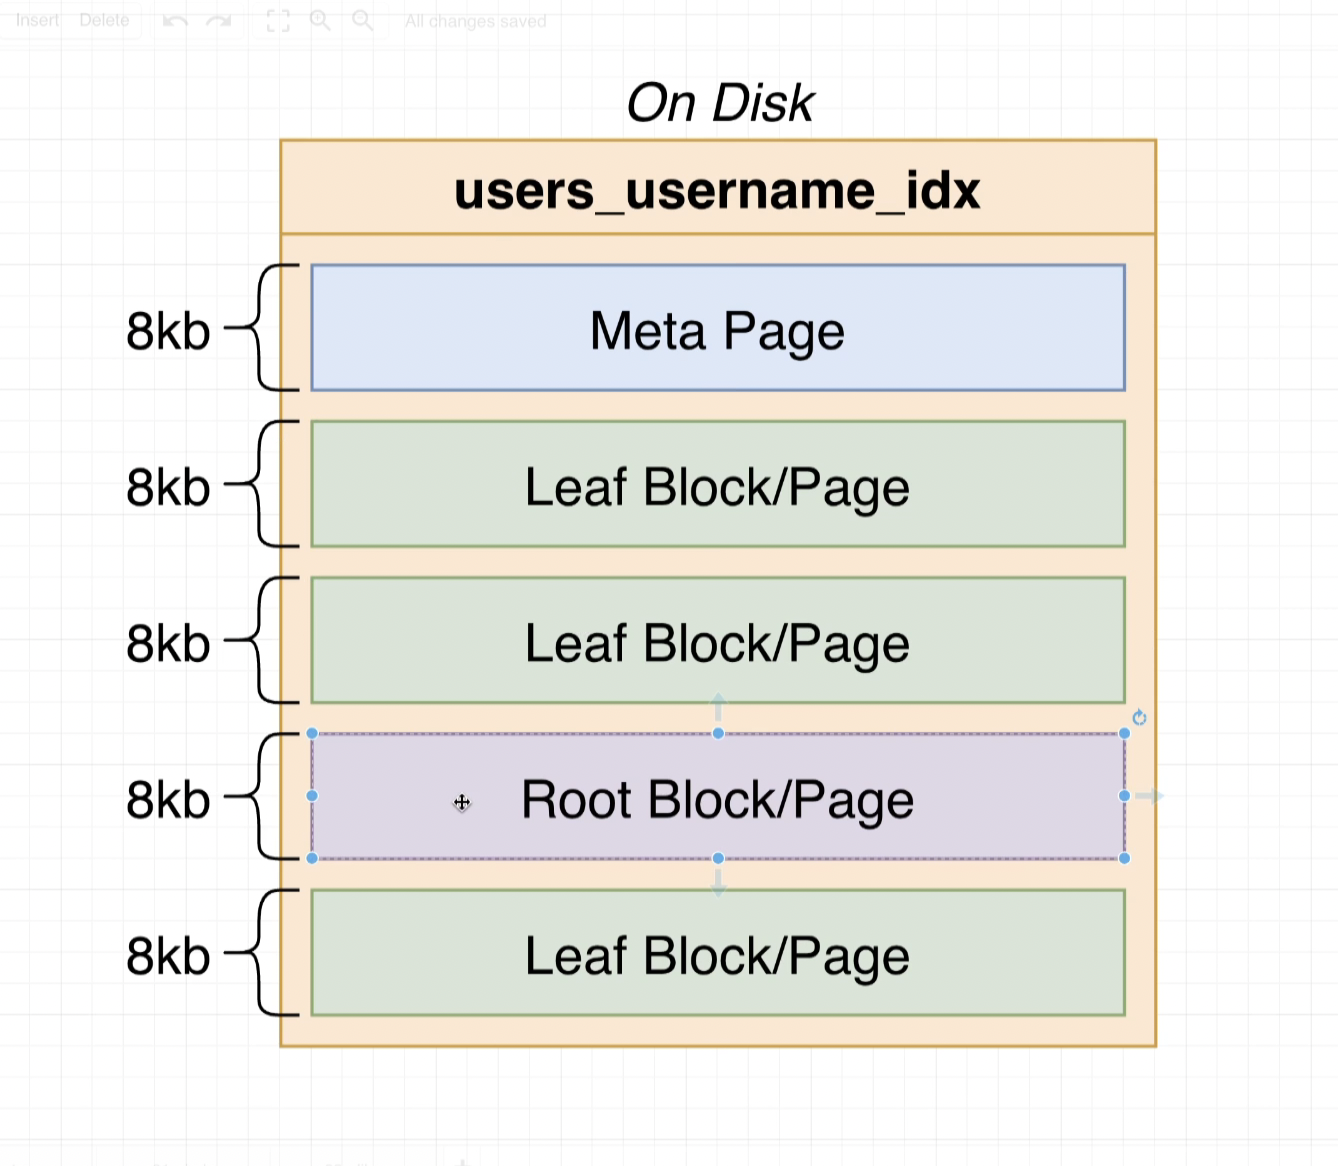 Insert Delete All changes saved
On Disk
users_username_idx
8kb Meta Page
8kb Leaf Block/Page
8kb Leaf Block/Page
8kb Root Block/Page
8kb Leaf Block/Page